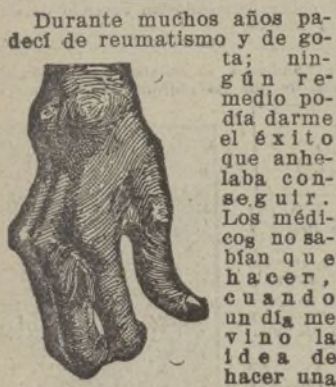 Durante muchos años pa-
decí de reumatismo y de go-
ta; nin-
gún re-
medio po-
día darme
el éxito
que anhe-
laba con-
seguir.
Los médi-
cos no sa-
bían que
hacer,
cuando
un día me
vino la
idea de
hacer una